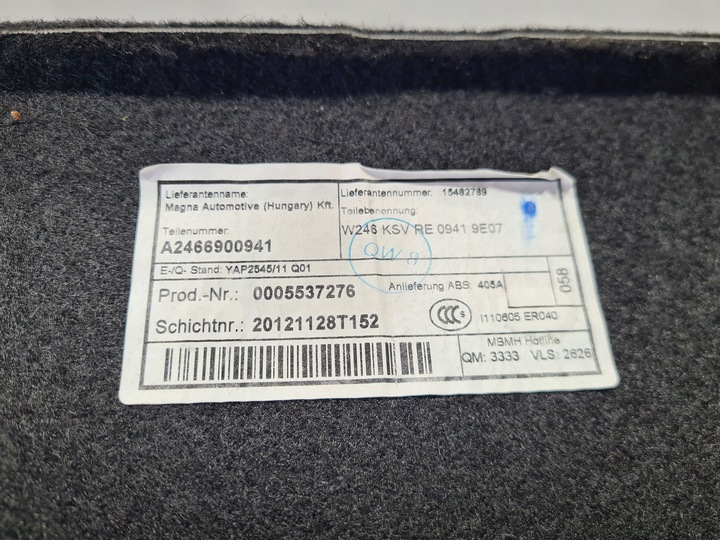 Lieferantenname:
Magna Automotive (Hungary) Kft.
Lieferantennummer: 15482789
Teilenummer:
A2466900941
Teilebenennung:
W246 KSV RE 0941 9E07
QW 8
E-/Q- Stand: YAP2545/11 Q01
Prod.-Nr.: 0005537276
Anlieferung ABS: 405A
058
Schichtnr.: 20121128T152
CCC S
I110605 ER040
MBMH Hotline
QM: 3333 VLS: 2626